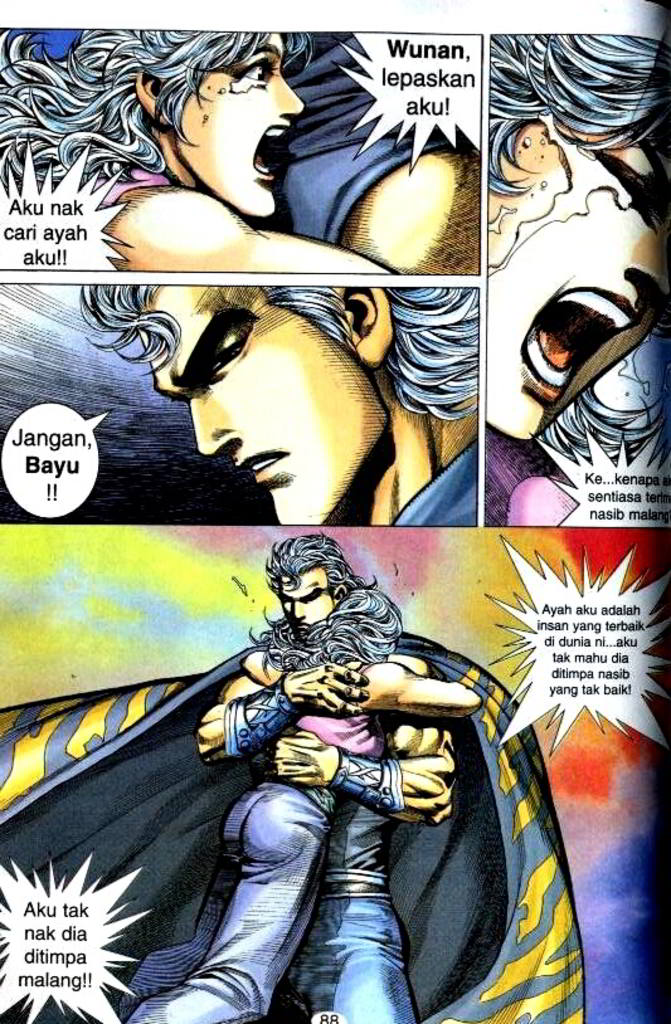 Wunan,
lepaskan
aku!
Aku nak
cari ayah
aku!!
Ke...kenapa
sentiasa
nasib malang
Jangan,
Bayu
!!
Ayah aku adalah
insan yang terbaik
di dunia ni...aku
tak mahu dia
ditimpa nasib
yang tak baik!
Aku tak
nak dia
ditimpa
malang!!
88